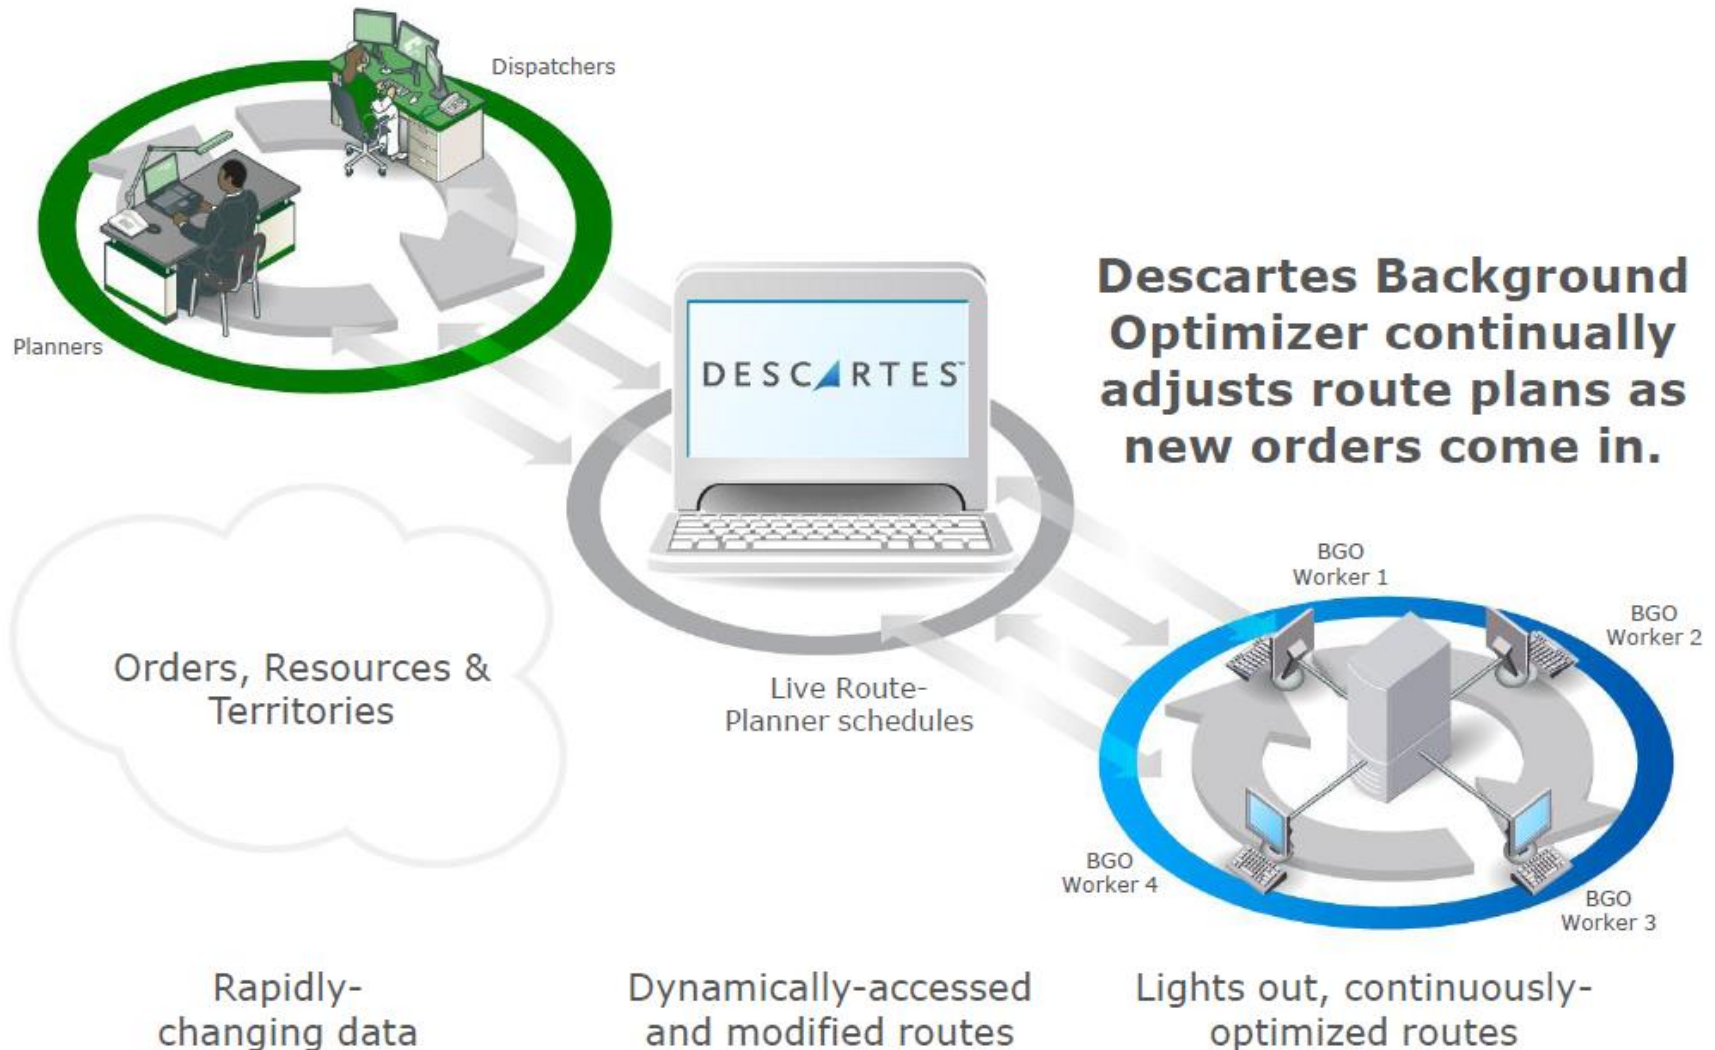 Dispatchers
Planners
DESCARTES™
Descartes Background
Optimizer continually
adjusts route plans as
new orders come in.
Orders, Resources &
Territories
Live Route-
Planner schedules
BGO
Worker 1
BGO
Worker 2
BGO
Worker 4
BGO
Worker 3
Rapidly-
changing data
Dynamically-accessed
and modified routes
Lights out, continuously-
optimized routes